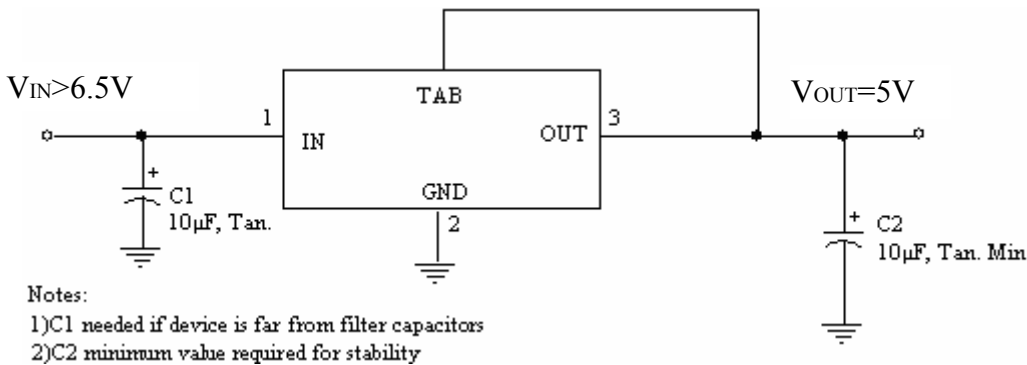 VIN>6.5V
VOUT=5V
TAB
1
IN
OUT
3
GND
2
+
C1
10µF, Tan.
+
C2
10µF, Tan. Min
Notes:
1)C1 needed if device is far from filter capacitors
2)C2 minimum value required for stability